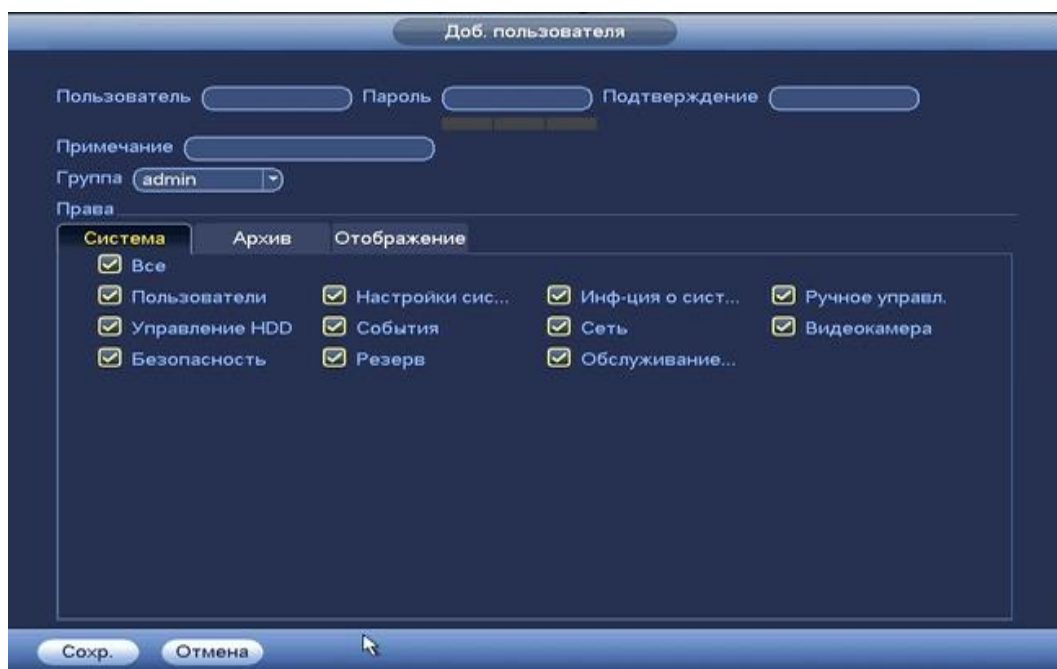 Доб. пользователя
Пользователь Пароль Подтверждение
Примечание
Группа admin
Права
Система Архив Отображение
Все
Пользователи Настройки сис... Инф-ция о сист... Ручное управл.
Управление HDD События Сеть Видеокамера
Безопасность Резерв Обслуживание...
Сохр. Отмена